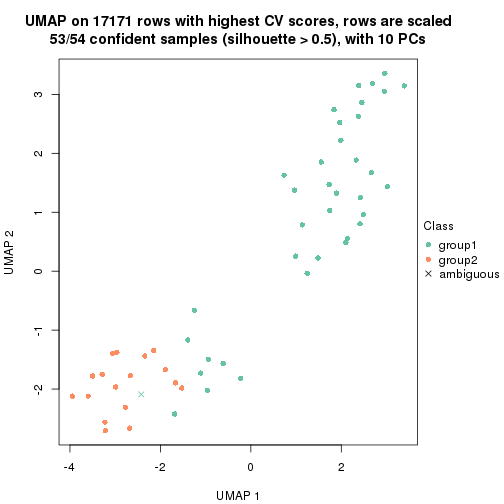 UMAP on 17171 rows with highest CV scores, rows are scaled
53/54 confident samples (silhouette > 0.5), with 10 PCs
3
2
1
0
-1
-2
UMAP 2
-4
-2
0
2
UMAP 1
Class
group1
group2
ambiguous